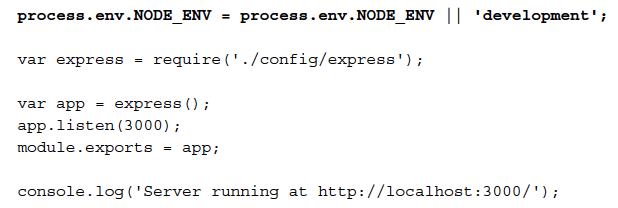 process.env.NODE_ENV = process.env.NODE_ENV || 'development';
var express = require('./config/express');
var app = express();
app.listen(3000);
module.exports = app;
console.log('Server running at http://localhost:3000/');